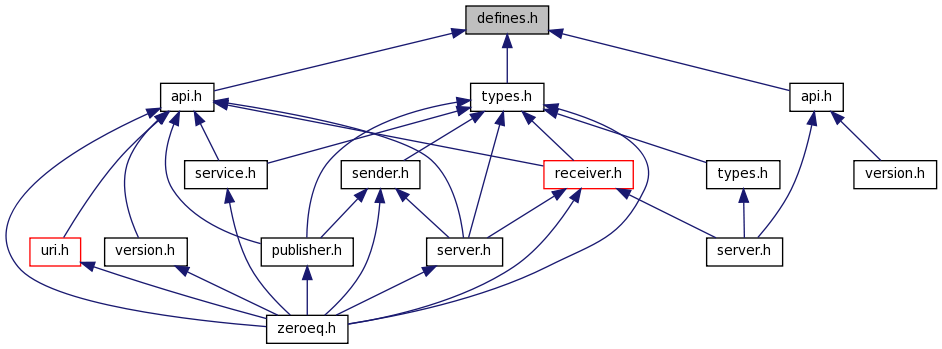 defines.h
api.h
types.h
api.h
service.h
sender.h
receiver.h
types.h
version.h
uri.h
version.h
publisher.h
server.h
server.h
zeroeq.h